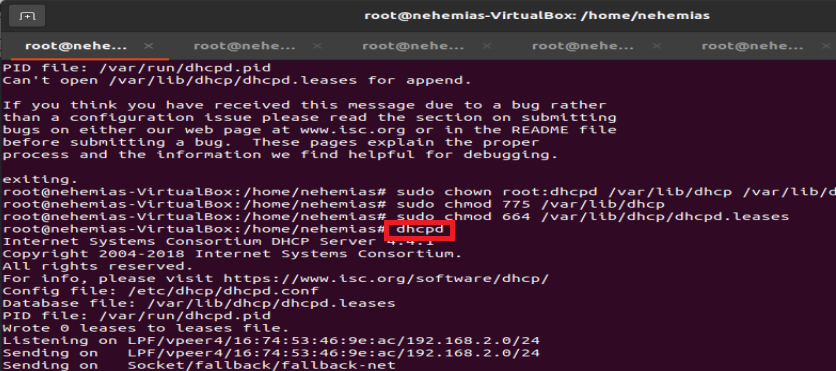 root@nehemias-VirtualBox: /home/nehemias
root@nehe... × root@nehe... × root@nehe... × root@nehe... × root@nehe... ×
PID file: /var/run/dhcpd.pid
Can't open /var/lib/dhcp/dhcpd.leases for append.
If you think you have received this message due to a bug rather
than a configuration issue please read the section on submitting
bugs on either our web page at www.isc.org or in the README file
before submitting a bug.  These pages explain the proper
process and the information we find helpful for debugging.
exiting.
root@nehemias-VirtualBox:/home/nehemias# sudo chown root:dhcpd /var/lib/dhcp /var/lib/d
root@nehemias-VirtualBox:/home/nehemias# sudo chmod 775 /var/lib/dhcp
root@nehemias-VirtualBox:/home/nehemias# sudo chmod 664 /var/lib/dhcp/dhcpd.leases
root@nehemias-VirtualBox:/home/nehemias# dhcpd
Internet Systems Consortium DHCP Server 4.4.1
Copyright 2004-2018 Internet Systems Consortium.
All rights reserved.
For info, please visit https://www.isc.org/software/dhcp/
Config file: /etc/dhcp/dhcpd.conf
Database file: /var/lib/dhcp/dhcpd.leases
PID file: /var/run/dhcpd.pid
Wrote 0 leases to leases file.
Listening on LPF/vpeer4/16:74:53:46:9e:ac/192.168.2.0/24
Sending on   LPF/vpeer4/16:74:53:46:9e:ac/192.168.2.0/24
Sending on   Socket/fallback/fallback-net